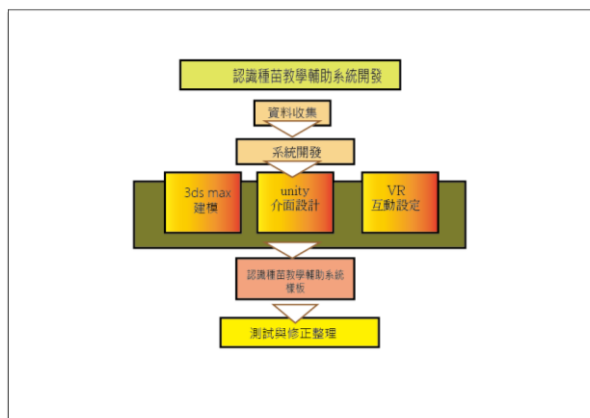 認識種苗教學輔助系統開發
資料收集
系統開發
3ds max
建模
unity
介面設計
VR
互動設定
認識種苗教學輔助系統
樣板
測試與修正整理